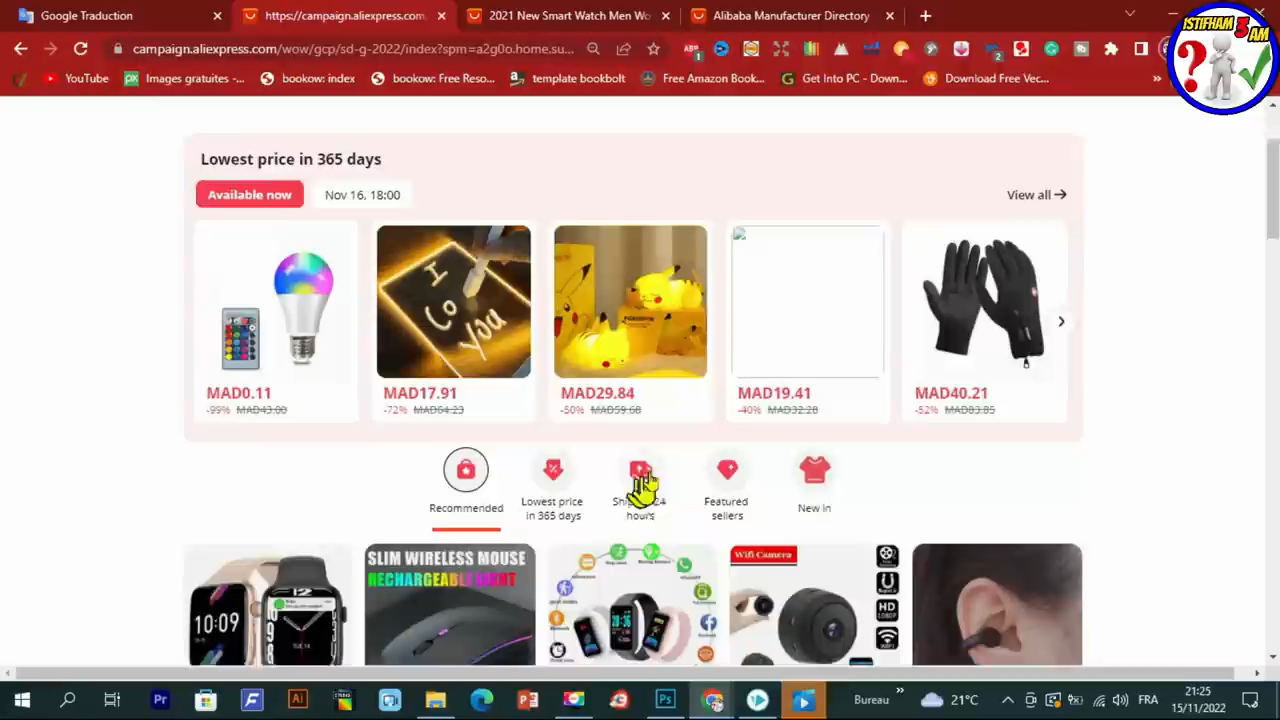 Google Traduction
https://campaign.aliexpress.com
2021 New Smart Watch Men Wo
Alibaba Manufacturer Directory
ISTIFHAM 3 AM
campaign.aliexpress.com/wow/gcp/sd-g-2022/index?spm=a2g0o.home.su...
YouTube
Images gratuites -...
bookow: index
bookow: Free Reso...
template bookbolt
Free Amazon Book...
Get Into PC - Down...
Download Free Vec...
Lowest price in 365 days
Available now
Nov 16, 18:00
View all
I
Lo
you
MAD0.11
-99% MAD43.00
MAD17.91
-72% MAD64.23
MAD29.84
-50% MAD59.68
MAD19.41
-40% MAD32.28
MAD40.21
-52% MAD83.85
Recommended
Lowest price
in 365 days
hours
Featured
sellers
New In
10:09
SLIM WIRELESS MOUSE
RECHARGEABLE LIGHT
08:36
Wifi Camera
HD
1080P
Bureau
21°C
FRA
21:25
15/11/2022